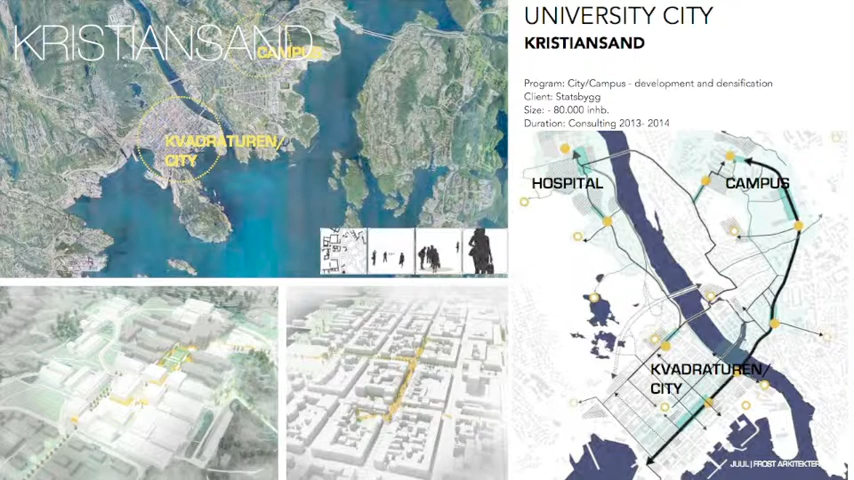 KRISTIANSAND
CAMPUS
KVADRATUREN/
CITY
UNIVERSITY CITY
KRISTIANSAND
Program: City/Campus - development and densification
Client: Statsbygg
Size: - 80.000 inhb.
Duration: Consulting 2013- 2014
HOSPITAL
CAMPUS
KVADRATUREN/
CITY
JUUL | FROST ARKITEKTER